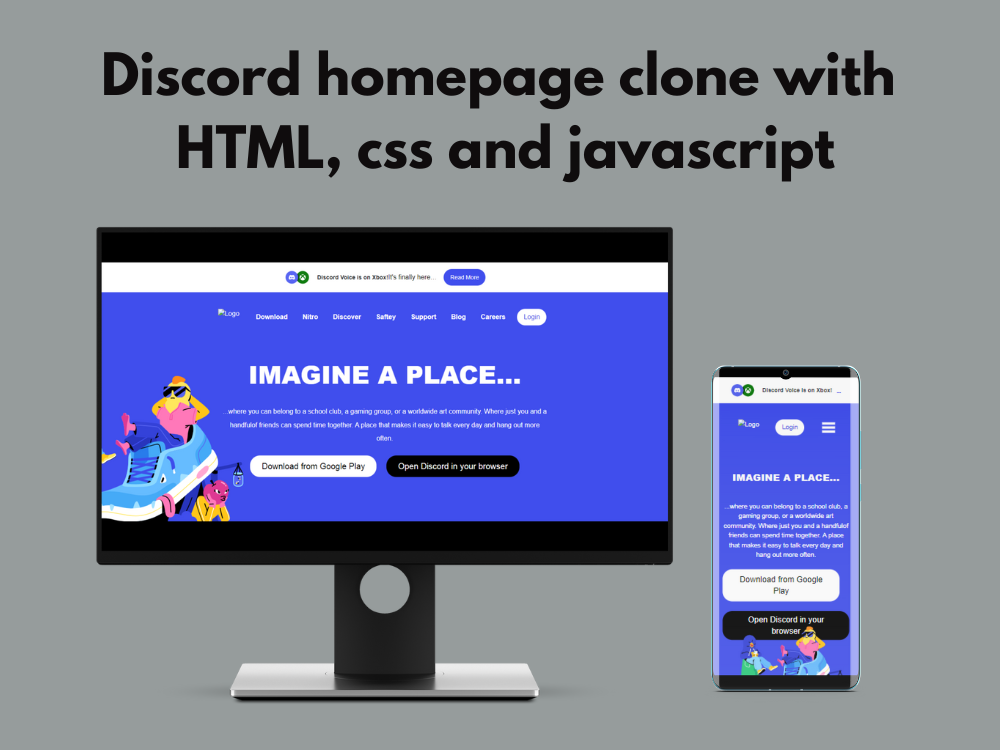 Discord homepage clone with
HTML, css and javascript
Discord Voice is on Xbox!It's finally here... Read More
Logo Download Nitro Discover Saftey Support Blog Careers Login
IMAGINE A PLACE...
...where you can belong to a school club, a gaming group, or a worldwide art community. Where just you and a
handfulof friends can spend time together. A place that makes it easy to talk every day and hang out more
often.
Download from Google Play Open Discord in your browser
Discord Voice is on Xbox! ...
Logo Login
IMAGINE A PLACE...
...where you can belong to a school club, a
gaming group, or a worldwide art
community. Where just you and a handfulof
friends can spend time together. A place
that makes it easy to talk every day and
hang out more often.
Download from Google
Play
Open Discord in your
browser